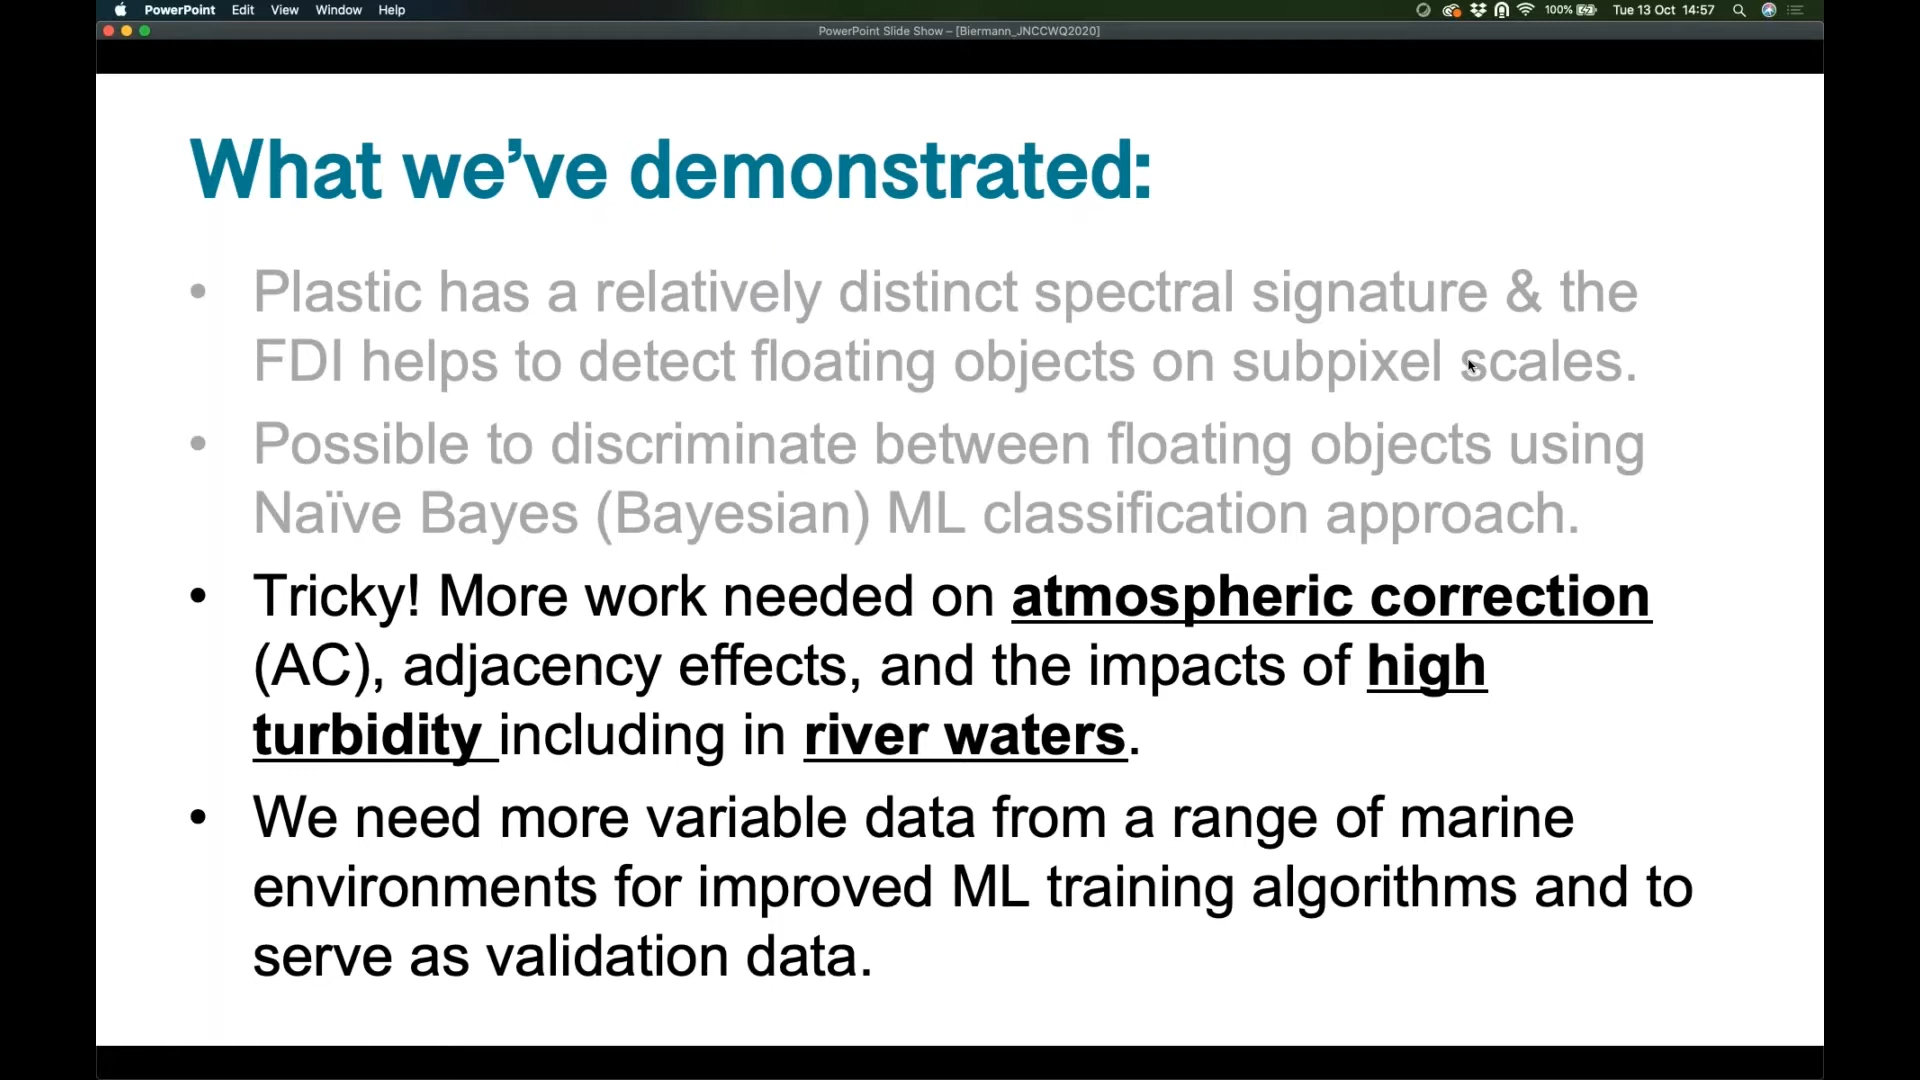 PowerPoint Edit View Window Help 100% Tue 13 Oct 14:57
PowerPoint Slide Show – [Biermann_JNCCWQ2020]
What we’ve demonstrated:
• Plastic has a relatively distinct spectral signature & the
FDI helps to detect floating objects on subpixel scales.
• Possible to discriminate between floating objects using
Naïve Bayes (Bayesian) ML classification approach.
• Tricky! More work needed on atmospheric correction
(AC), adjacency effects, and the impacts of high
turbidity including in river waters.
• We need more variable data from a range of marine
environments for improved ML training algorithms and to
serve as validation data.